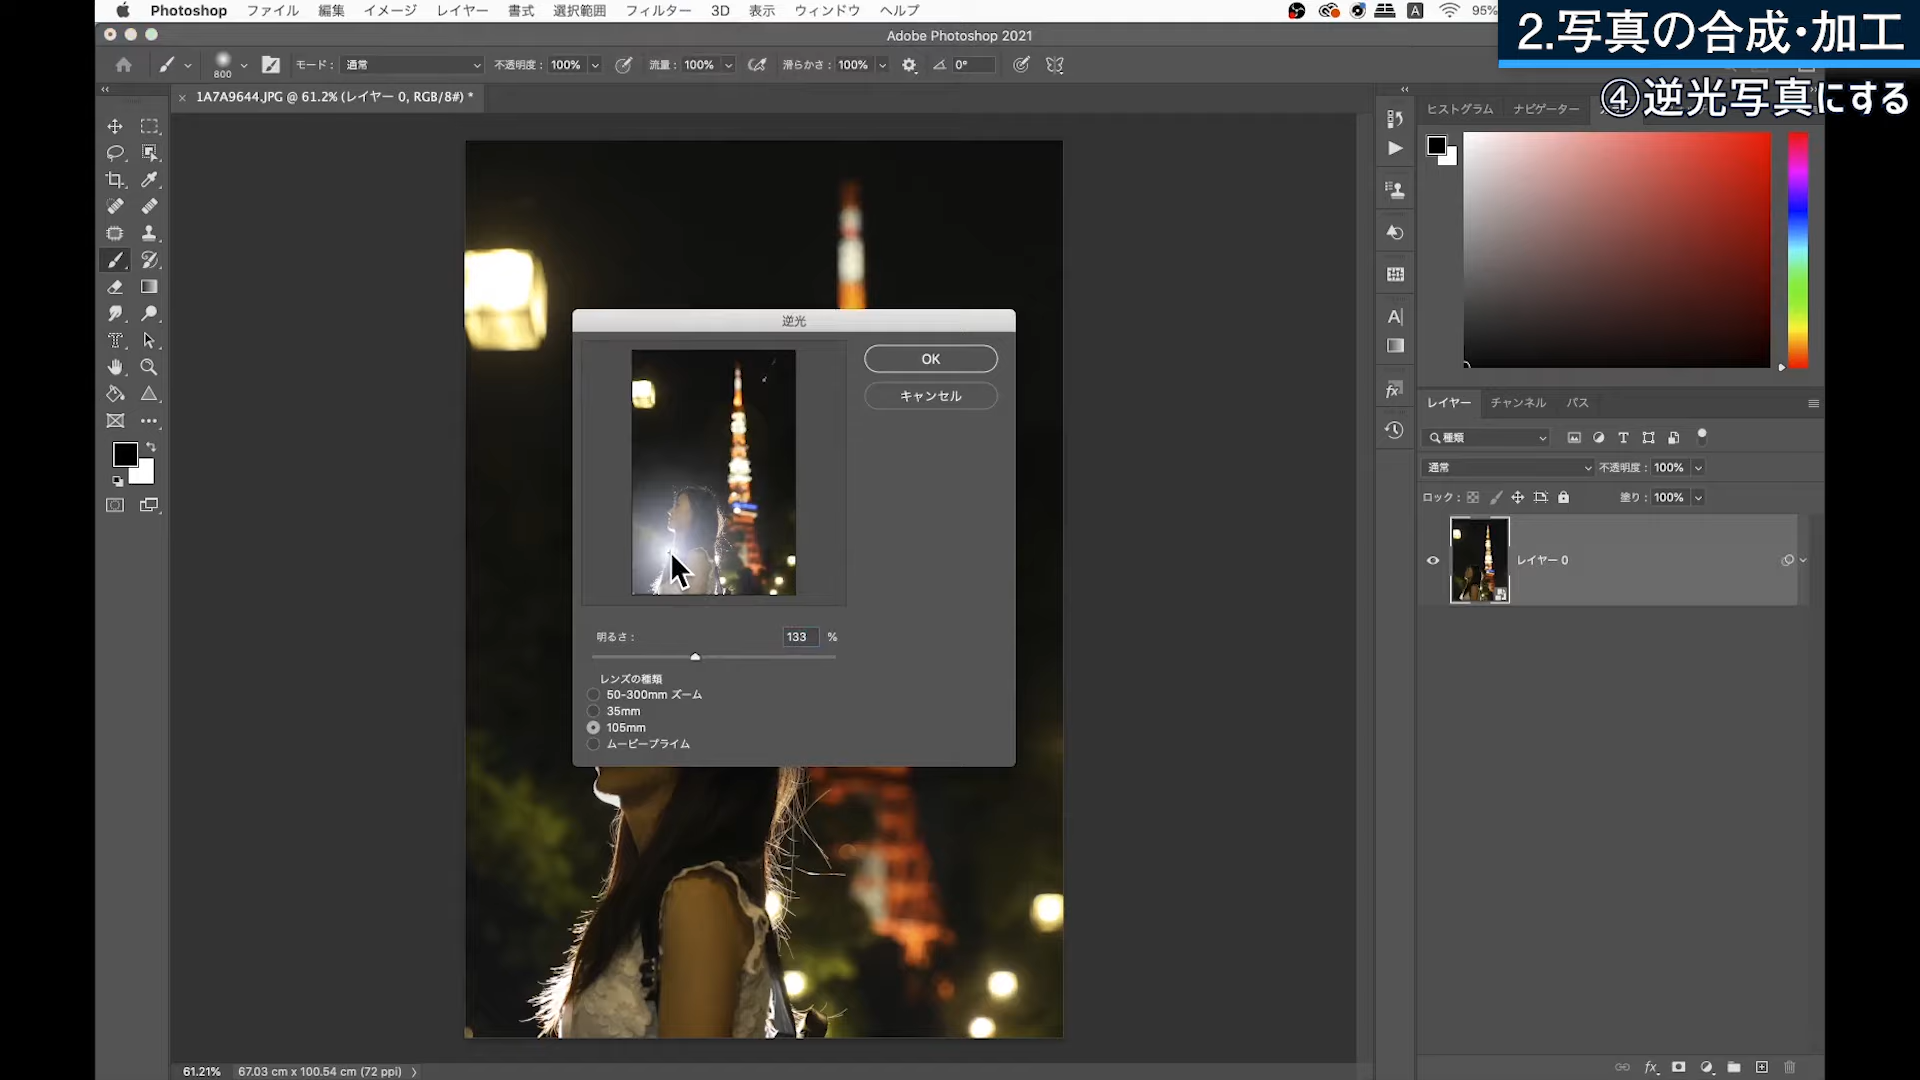 Photoshop ファイル 編集 イメージ レイヤー 書式 選択範囲 フィルター 3D 表示 ウィンドウ ヘルプ A 95%
2.写真の合成・加工
Adobe Photoshop 2021
800 モード： 通常 不透明度： 100% 流量： 100% 滑らかさ： 100% 0°
④逆光写真にする
1A7A9644.JPG @ 61.2% (レイヤー 0, RGB/8#) *
ヒストグラム ナビゲーター
逆光
OK
キャンセル
明るさ： 133 %
レンズの種類
50-300mm ズーム
35mm
105mm
ムービープライム
レイヤー チャンネル パス
種類
通常 不透明度： 100%
ロック： 塗り： 100%
レイヤー 0
fx
61.21% 67.03 cm x 100.54 cm (72 ppi)